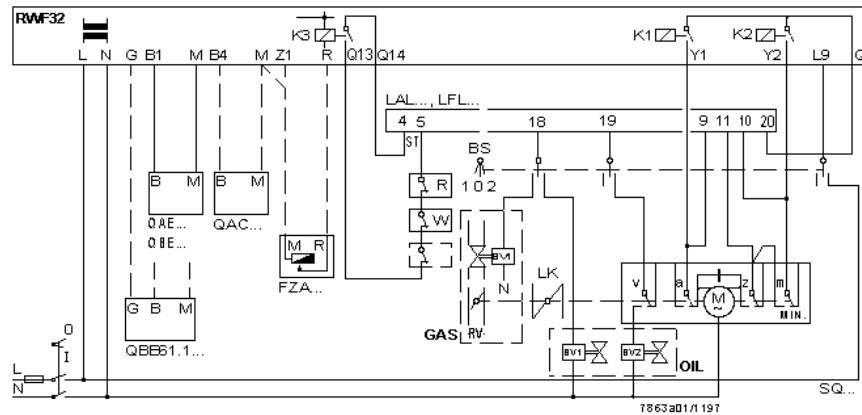 RWF32
K3 K1 K2
L N G B1 M B4 M Z1 R Q13 Q14 Y1 Y2 L9 Q
LAL..., LFL...
4 5 18 19 9 11 10 20
ST
BS
1 0 2
B M B M R
QAE...
QBE...
QAC...
W
M R
FZA...
BV1
N
LK
v a z m
M
~
MIN.
G B M
QBE61.1...
GAS RV
O
I
BV1 BV2 OIL
L
N
SQ...
7863a01/1197